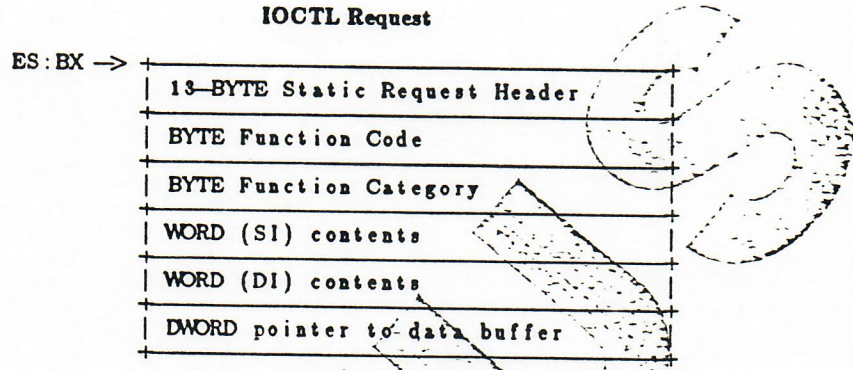 IOCTL Request
ES:BX —>
13—BYTE Static Request Header
BYTE Function Code
BYTE Function Category
WORD (SI) contents
WORD (DI) contents
DWORD pointer to data buffer